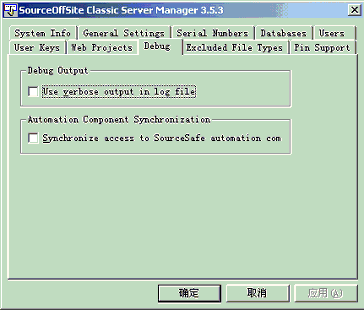 SourceOffSite Classic Server Manager 3.5.3
System Info General Settings Serial Numbers Databases Users
User Keys Web Projects Debug Excluded File Types Pin Support
Debug Output
Use verbose output in log file
Automation Component Synchronization
Synchronize access to SourceSafe automation com
确定 取消 应用(A)